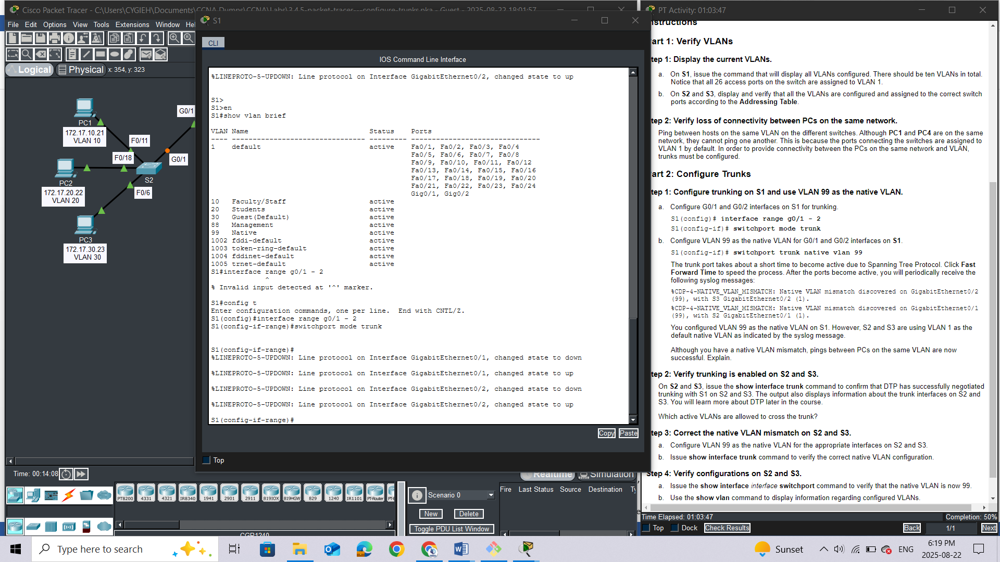 Cisco Packet Tracer - C:\Users\CYGIEH\Documents\CCNA Dumps\CCNA\Labs\3.4.5-packet-tracer---configure-trunks.pka - Guest - 2025-08-22 18:01:57
File Edit Options View Tools Extensions Window Hel
Logical Physical x: 354, y: 323
PC1
172.17.10.21
VLAN 10
G0/1
F0/11
F0/18
G0/1
PC2
172.17.20.22
VLAN 20
S2
F0/6
PC3
172.17.30.23
VLAN 30
Time: 00:14:08
Realtime Simulation
PT8200 4331 4321 IR8340 1941 2901 2911 819IOX 819HGW 829 1240 IR1101 PT-Router PT-E
CGR1240
Scenario 0
New Delete
Toggle PDU List Window
Fire Last Status Source Destination Ty
S1
CLI
IOS Command Line Interface
%LINEPROTO-5-UPDOWN: Line protocol on Interface GigabitEthernet0/2, changed state to up
S1>
S1>en
S1#show vlan brief
VLAN Name Status Ports
---- -------------------------------- --------- -------------------------------
1 default active Fa0/1, Fa0/2, Fa0/3, Fa0/4
Fa0/5, Fa0/6, Fa0/7, Fa0/8
Fa0/9, Fa0/10, Fa0/11, Fa0/12
Fa0/13, Fa0/14, Fa0/15, Fa0/16
Fa0/17, Fa0/18, Fa0/19, Fa0/20
Fa0/21, Fa0/22, Fa0/23, Fa0/24
Gig0/1, Gig0/2
10 Faculty/Staff active
20 Students active
30 Guest(Default) active
88 Management active
99 Native active
1002 fddi-default active
1003 token-ring-default active
1004 fddinet-default active
1005 trnet-default active
S1#interface range g0/1 - 2
^
% Invalid input detected at '^' marker.
S1#config t
Enter configuration commands, one per line. End with CNTL/Z.
S1(config)#interface range g0/1 - 2
S1(config-if-range)#switchport mode trunk
S1(config-if-range)#
%LINEPROTO-5-UPDOWN: Line protocol on Interface GigabitEthernet0/1, changed state to down
%LINEPROTO-5-UPDOWN: Line protocol on Interface GigabitEthernet0/1, changed state to up
%LINEPROTO-5-UPDOWN: Line protocol on Interface GigabitEthernet0/2, changed state to down
%LINEPROTO-5-UPDOWN: Line protocol on Interface GigabitEthernet0/2, changed state to up
S1(config-if-range)#
Copy Paste
Top
PT Activity: 01:03:47
nstructions
art 1: Verify VLANs
tep 1: Display the current VLANs.
a. On S1, issue the command that will display all VLANs configured. There should be ten VLANs in total.
Notice that all 26 access ports on the switch are assigned to VLAN 1.
b. On S2 and S3, display and verify that all the VLANs are configured and assigned to the correct switch
ports according to the Addressing Table.
tep 2: Verify loss of connectivity between PCs on the same network.
Ping between hosts on the same VLAN on the different switches. Although PC1 and PC4 are on the same
network, they cannot ping one another. This is because the ports connecting the switches are assigned to
VLAN 1 by default. In order to provide connectivity between the PCs on the same network and VLAN,
trunks must be configured.
art 2: Configure Trunks
tep 1: Configure trunking on S1 and use VLAN 99 as the native VLAN.
a. Configure G0/1 and G0/2 interfaces on S1 for trunking.
S1(config)# interface range g0/1 - 2
S1(config-if)# switchport mode trunk
b. Configure VLAN 99 as the native VLAN for G0/1 and G0/2 interfaces on S1.
S1(config-if)# switchport trunk native vlan 99
The trunk port takes about a short time to become active due to Spanning Tree Protocol. Click Fast
Forward Time to speed the process. After the ports become active, you will periodically receive the
following syslog messages:
%CDP-4-NATIVE_VLAN_MISMATCH: Native VLAN mismatch discovered on GigabitEthernet0/2
(99), with S3 GigabitEthernet0/2 (1).
%CDP-4-NATIVE_VLAN_MISMATCH: Native VLAN mismatch discovered on GigabitEthernet0/1
(99), with S2 GigabitEthernet0/1 (1).
You configured VLAN 99 as the native VLAN on S1. However, S2 and S3 are using VLAN 1 as the
default native VLAN as indicated by the syslog message.
Although you have a native VLAN mismatch, pings between PCs on the same VLAN are now
successful. Explain.
tep 2: Verify trunking is enabled on S2 and S3.
On S2 and S3, issue the show interface trunk command to confirm that DTP has successfully negotiated
trunking with S1 on S2 and S3. The output also displays information about the trunk interfaces on S2 and
S3. You will learn more about DTP later in the course.
Which active VLANs are allowed to cross the trunk?
tep 3: Correct the native VLAN mismatch on S2 and S3.
a. Configure VLAN 99 as the native VLAN for the appropriate interfaces on S2 and S3.
b. Issue show interface trunk command to verify the correct native VLAN configuration.
Step 4: Verify configurations on S2 and S3.
a. Issue the show interface interface switchport command to verify that the native VLAN is now 99.
b. Use the show vlan command to display information regarding configured VLANs.
Time Elapsed: 01:03:47 Completion: 50%
Top Dock Check Results Back 1/1 Next
Type here to search
Sunset
ENG
6:19 PM
2025-08-22